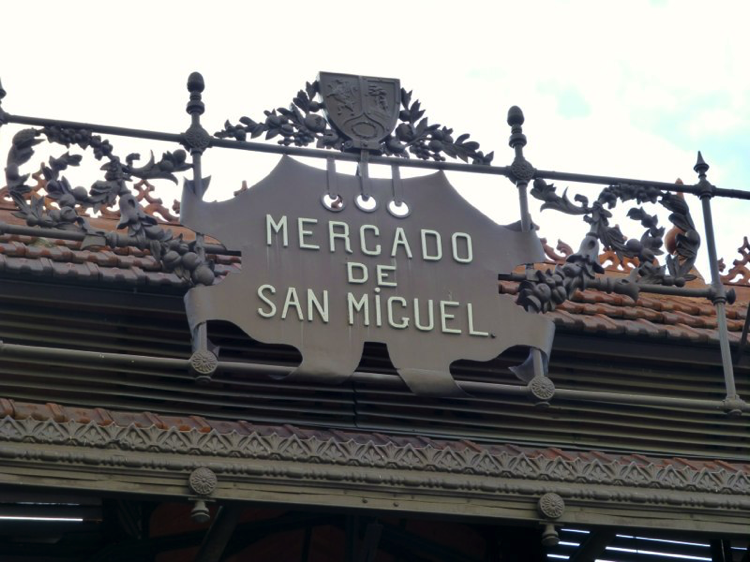 MERCADO
DE
SAN MIGUEL.